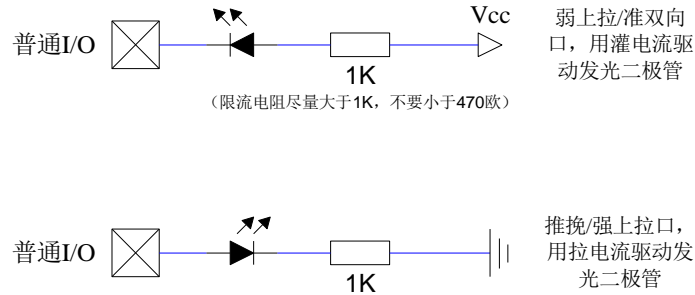 普通I/O
Vcc
1K
(限流电阻尽量大于1K，不要小于470欧)
弱上拉/准双向
口，用灌电流驱
动发光二极管
普通I/O
1K
推挽/强上拉口，
用拉电流驱动发
光二极管